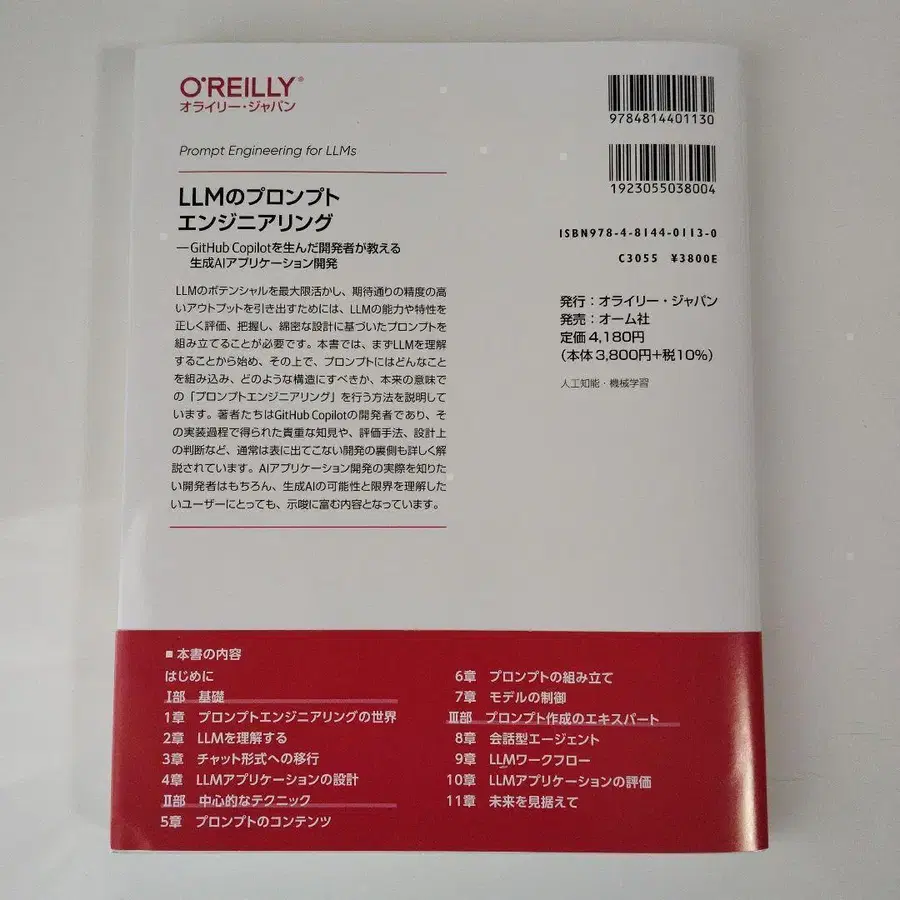 O'REILLY®
オライリー・ジャパン
Prompt Engineering for LLMs
LLMのプロンプト
エンジニアリング
―GitHub Copilotを生んだ開発者が教える
生成AIアプリケーション開発
LLMのポテンシャルを最大限活かし、期待通りの精度の高
いアウトプットを引き出すためには、LLMの能力や特性を
正しく評価、把握し、綿密な設計に基づいたプロンプトを
組み立てることが必要です。本書では、まずLLMを理解
することから始め、その上で、プロンプトにはどんなこと
を組み込み、どのような構造にすべきか、本来の意味で
の「プロンプトエンジニアリング」を行う方法を説明して
います。著者たちはGitHub Copilotの開発者であり、そ
の実装過程で得られた貴重な知見や、評価手法、設計上
の判断など、通常は表に出てこない開発の裏側も詳しく解
説されています。AIアプリケーション開発の実際を知りた
い開発者はもちろん、生成AIの可能性と限界を理解した
いユーザーにとっても、示唆に富む内容となっています。
9784814401130
1923055038004
ISBN978-4-8144-0113-0
C3055 ¥3800E
発行：オライリー・ジャパン
発売：オーム社
定価4,180円
（本体3,800円+税10%）
人工知能・機械学習
■本書の内容
はじめに
I部 基礎
1章 プロンプトエンジニアリングの世界
2章 LLMを理解する
3章 チャット形式への移行
4章 LLMアプリケーションの設計
II部 中心的なテクニック
5章 プロンプトのコンテンツ
6章 プロンプトの組み立て
7章 モデルの制御
III部 プロンプト作成のエキスパート
8章 会話型エージェント
9章 LLMワークフロー
10章 LLMアプリケーションの評価
11章 未来を見据えて